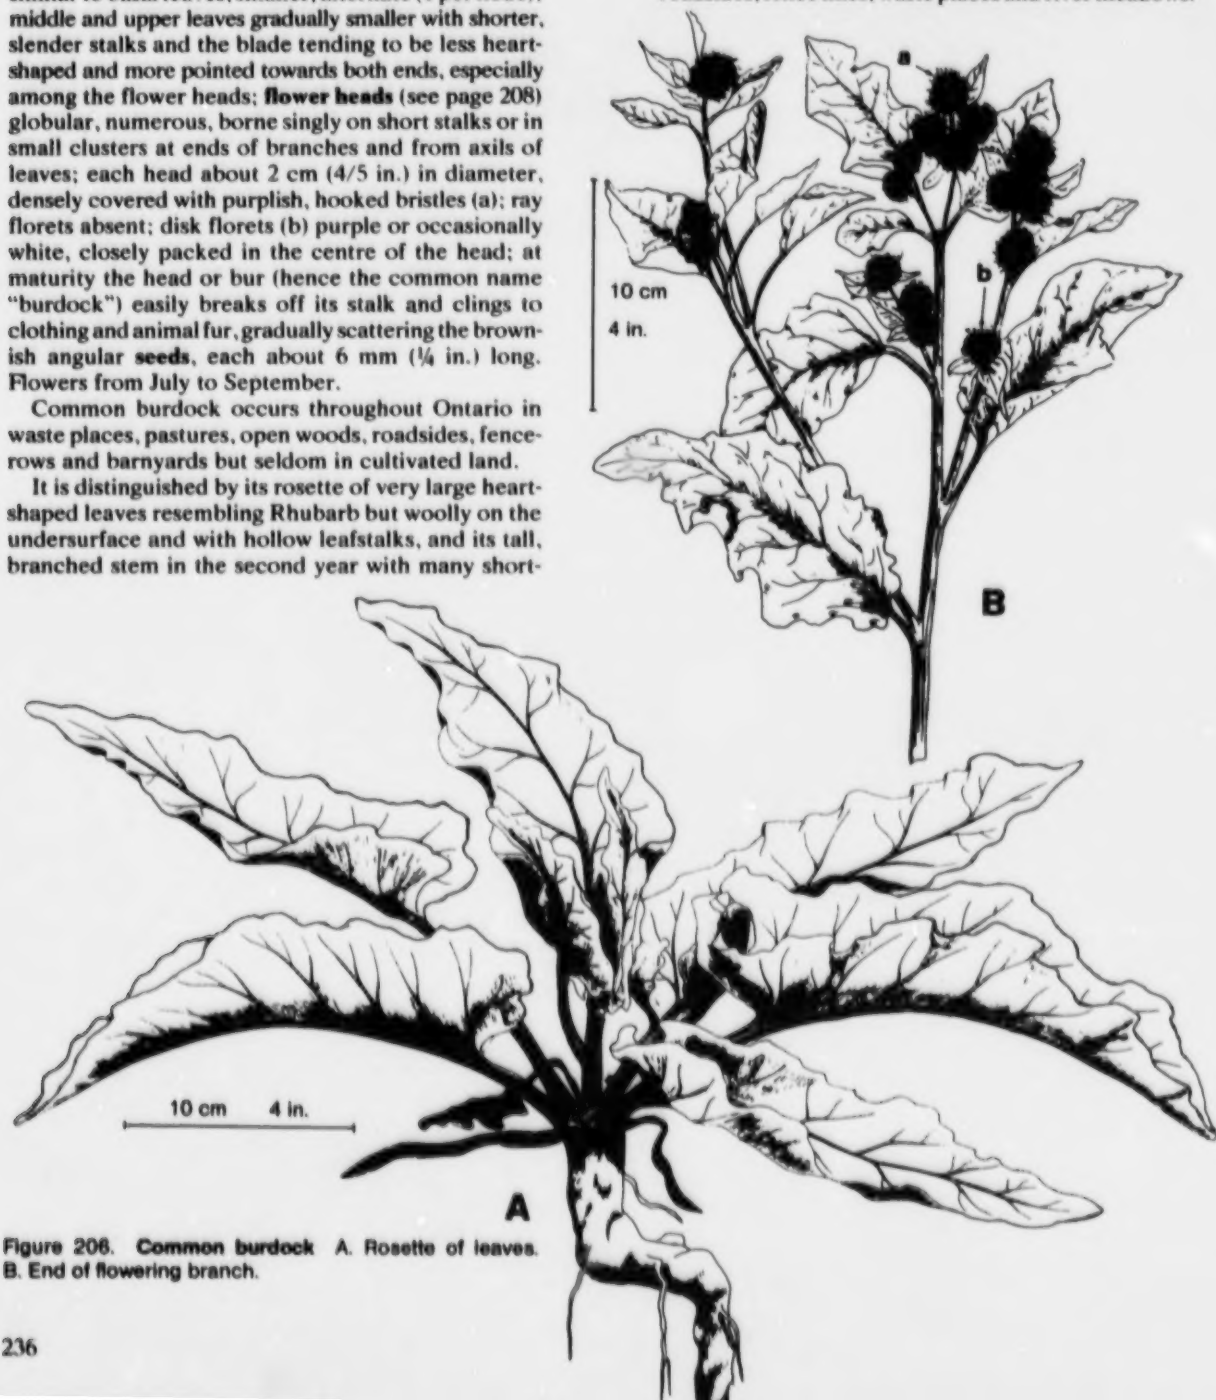 middle and upper leaves gradually smaller with shorter,
slender stalks and the blade tending to be less heart-
shaped and more pointed towards both ends, especially
among the flower heads; flower heads (see page 208)
globular, numerous, borne singly on short stalks or in
small clusters at ends of branches and from axils of
leaves; each head about 2 cm (4/5 in.) in diameter,
densely covered with purplish, hooked bristles (a); ray
florets absent; disk florets (b) purple or occasionally
white, closely packed in the centre of the head; at
maturity the head or bur (hence the common name
"burdock") easily breaks off its stalk and clings to
clothing and animal fur, gradually scattering the brown-
ish angular seeds, each about 6 mm (¼ in.) long.
Flowers from July to September.
Common burdock occurs throughout Ontario in
waste places, pastures, open woods, roadsides, fence-
rows and barnyards but seldom in cultivated land.
It is distinguished by its rosette of very large heart-
shaped leaves resembling Rhubarb but woolly on the
undersurface and with hollow leafstalks, and its tall,
branched stem in the second year with many short-
a
b
10 cm
4 in.
B
10 cm 4 in.
A
Figure 206. Common burdock A. Rosette of leaves.
B. End of flowering branch.
236